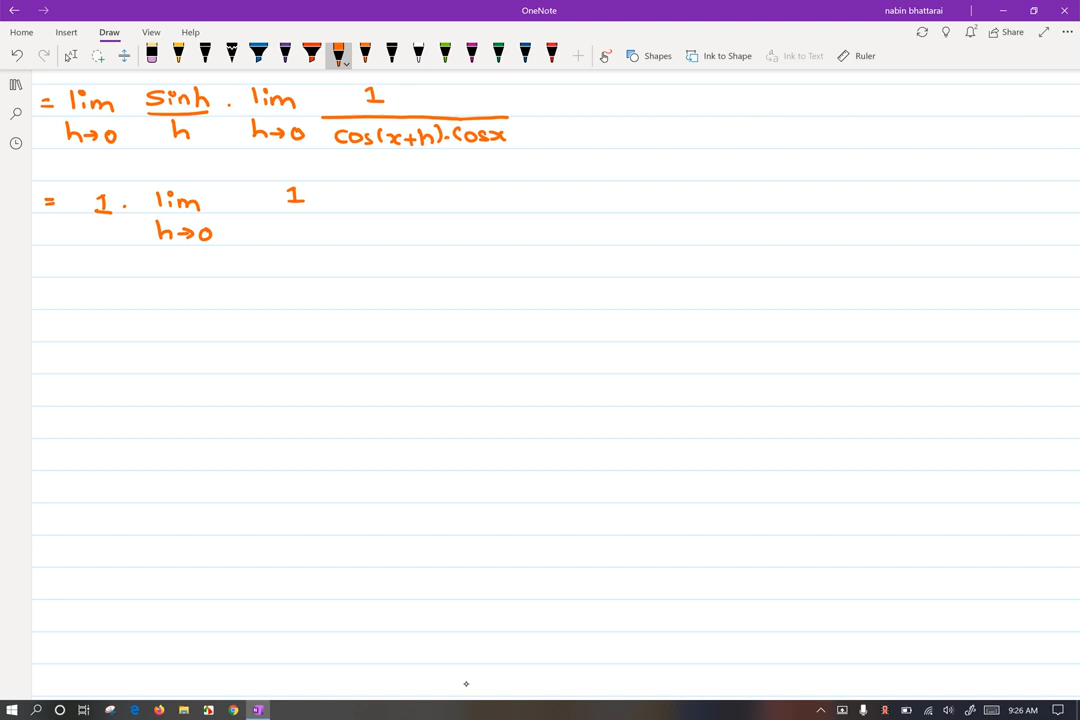 OneNote
nabin bhattarai
Home Insert Draw View Help
Share
Shapes Ink to Shape Ink to Text Ruler
= lim sinh . lim 1
h→0 h h→0 cos(x+h).cosx
= 1 . lim 1
h→0
9:26 AM